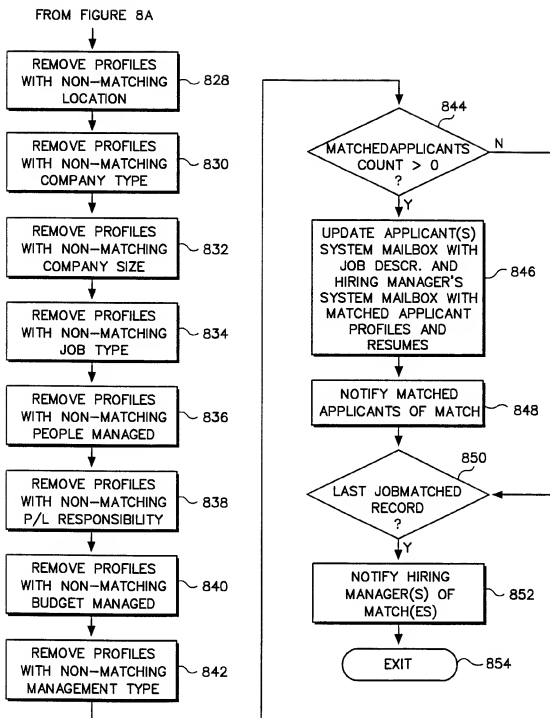 FROM FIGURE 8A
REMOVE PROFILES
WITH NON-MATCHING
LOCATION
828
REMOVE PROFILES
WITH NON-MATCHING
COMPANY TYPE
830
REMOVE PROFILES
WITH NON-MATCHING
COMPANY SIZE
832
REMOVE PROFILES
WITH NON-MATCHING
JOB TYPE
834
REMOVE PROFILES
WITH NON-MATCHING
PEOPLE MANAGED
836
REMOVE PROFILES
WITH NON-MATCHING
P/L RESPONSIBILITY
838
REMOVE PROFILES
WITH NON-MATCHING
BUDGET MANAGED
840
REMOVE PROFILES
WITH NON-MATCHING
MANAGEMENT TYPE
842
844
MATCHEDAPPLICANTS
COUNT > 0
?
N
Y
UPDATE APPLICANT(S)
SYSTEM MAILBOX WITH
JOB DESCR. AND
HIRING MANAGER'S
SYSTEM MAILBOX WITH
MATCHED APPLICANT
PROFILES AND
RESUMES
846
NOTIFY MATCHED
APPLICANTS OF MATCH
848
850
LAST JOBMATCHED
RECORD
?
Y
NOTIFY HIRING
MANAGER(S) OF
MATCH(ES)
852
EXIT
854